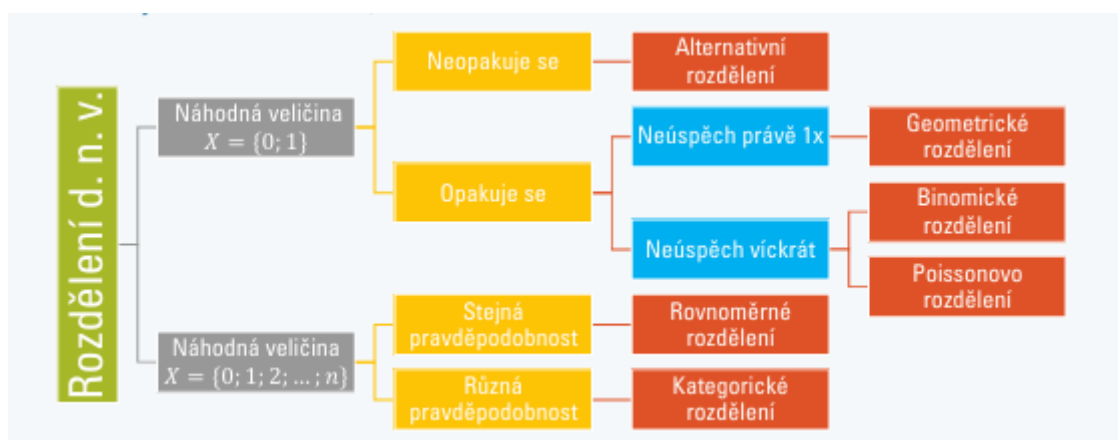 Rozdělení d. n. v.
Náhodná veličina
X = {0; 1}
Neopakuje se
Alternativní
rozdělení
Opakuje se
Neúspěch právě 1x
Geometrické
rozdělení
Neúspěch víckrát
Binomické
rozdělení
Poissonovo
rozdělení
Náhodná veličina
X = {0; 1; 2; … ; n}
Stejná
pravděpodobnost
Rovnoměrné
rozdělení
Různá
pravděpodobnost
Kategorické
rozdělení